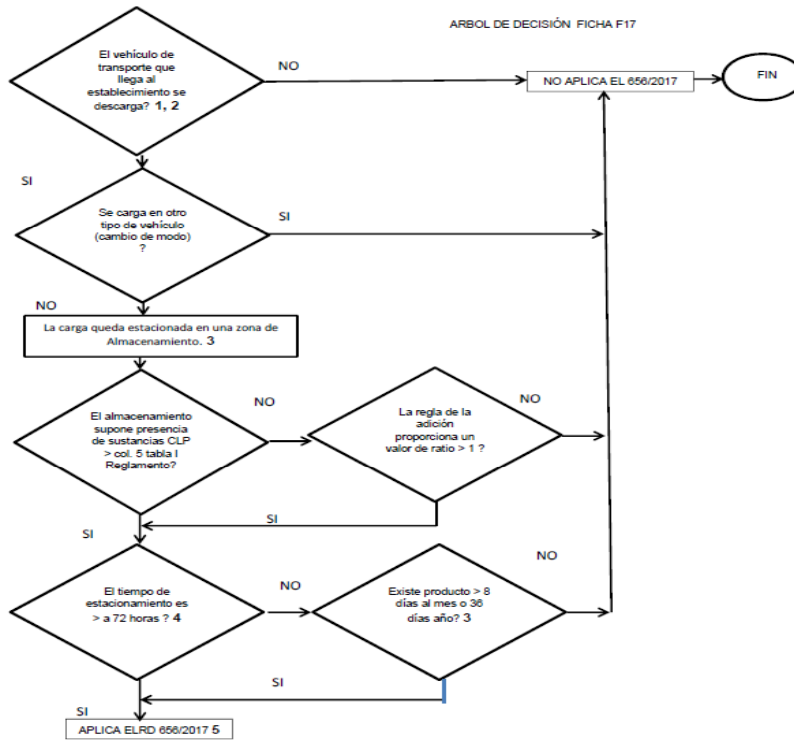 ARBOL DE DECISIÓN FICHA F17
El vehículo de
transporte que
llega al
establecimiento se
descarga? 1, 2
NO
NO APLICA EL 656/2017
FIN
SI
Se carga en otro
tipo de vehículo
(cambio de modo)
?
SI
NO
La carga queda estacionada en una zona de
Almacenamiento. 3
El almacenamiento
supone presencia
de sustancias CLP
> col. 5 tabla I
Reglamento?
NO
La regla de la
adición
proporciona un
valor de ratio > 1 ?
NO
SI
SI
El tiempo de
estacionamiento es
> a 72 horas ? 4
NO
Existe producto > 8
días al mes o 36
días año? 3
NO
SI
SI
APLICA ELRD 656/2017 5